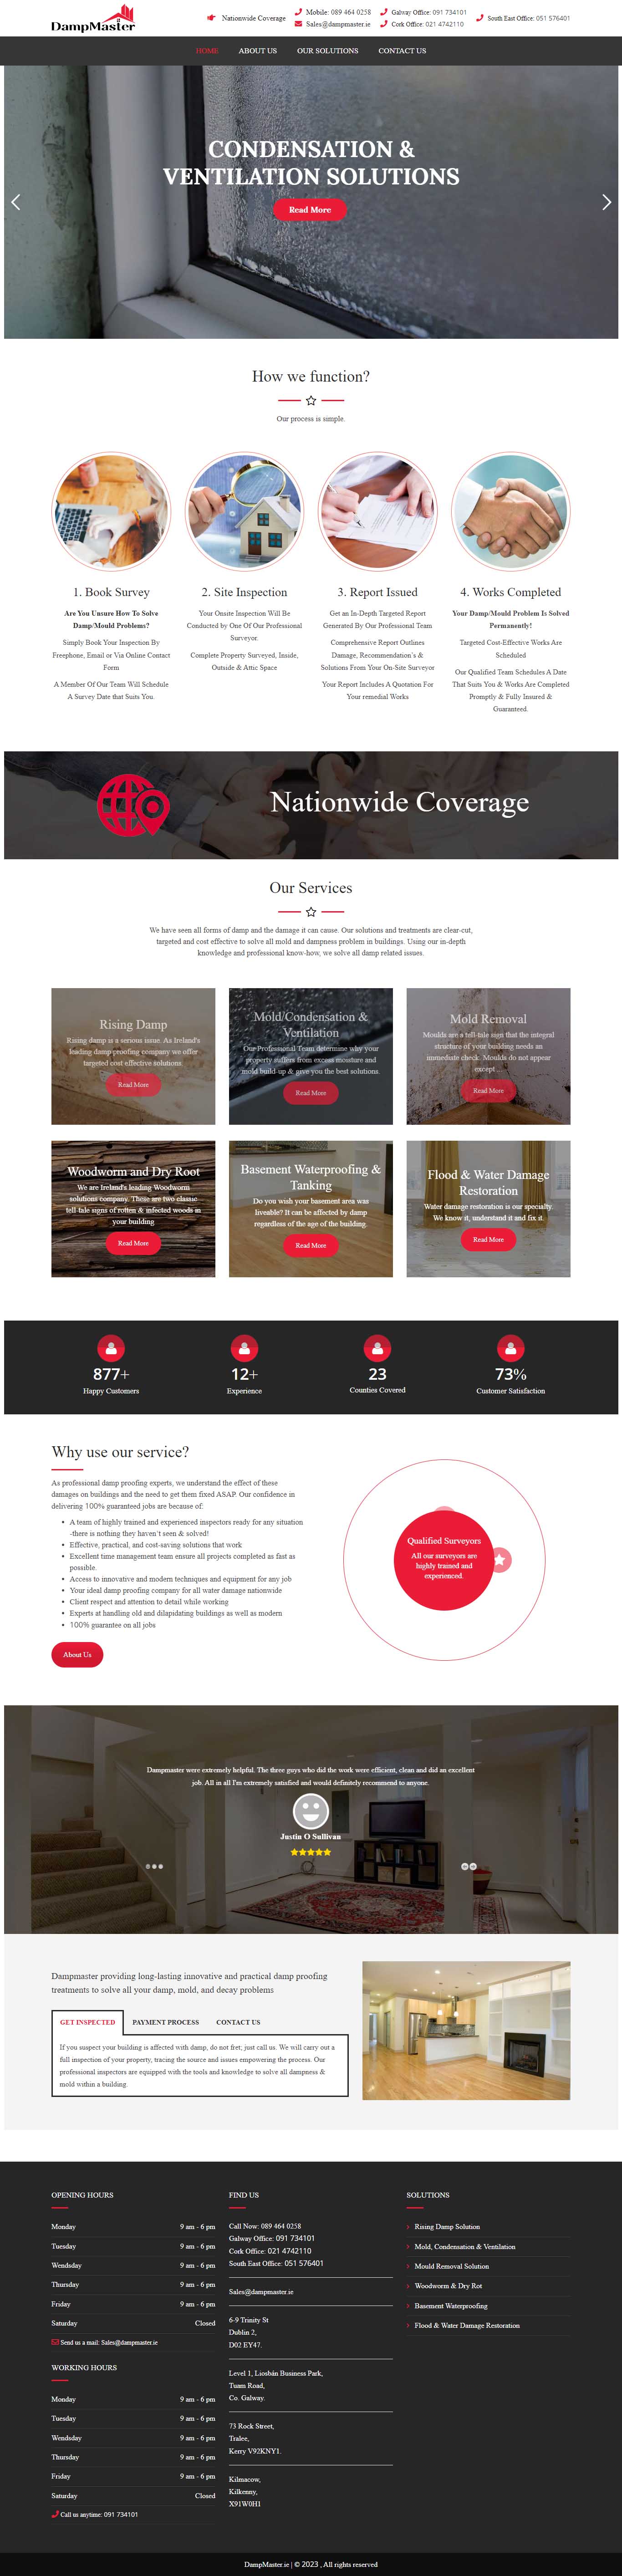 DampMaster
Nationwide Coverage
Mobile: 089 464 0258
Sales@dampmaster.ie
Galway Office: 091 734101
Cork Office: 021 4742110
South East Office: 051 576401
HOME
ABOUT US
OUR SOLUTIONS
CONTACT US
CONDENSATION &
VENTILATION SOLUTIONS
Read More
How we function?
Our process is simple.
1. Book Survey
Are You Unsure How To Solve
Damp/Mould Problems?
Simply Book Your Inspection By
Freephone, Email or Via Online Contact
Form
A Member Of Our Team Will Schedule
A Survey Date that Suits You.
2. Site Inspection
Your Onsite Inspection Will Be
Conducted by One Of Our Professional
Surveyor.
Complete Property Surveyed, Inside,
Outside & Attic Space
3. Report Issued
Get an In-Depth Targeted Report
Generated By Our Professional Team
Comprehensive Report Outlines
Damage, Recommendation's &
Solutions From Your On-Site Surveyor
Your Report Includes A Quotation For
Your remedial Works
4. Works Completed
Your Damp/Mould Problem Is Solved
Permanently!
Targeted Cost-Effective Works Are
Scheduled
Our Qualified Team Schedules A Date
That Suits You & Works Are Completed
Promptly & Fully Insured &
Guaranteed.
Nationwide Coverage
Our Services
We have seen all forms of damp and the damage it can cause. Our solutions and treatments are clear-cut,
targeted and cost effective to solve all mold and dampness problem in buildings. Using our in-depth
knowledge and professional know-how, we solve all damp related issues.
Rising Damp
Rising damp is a serious issue. As Ireland's
leading damp proofing company we offer
targeted cost effective solutions.
Read More
Mold/Condensation &
Ventilation
Our Professional Team determine why your
property suffers from excess moisture and
mold build-up & give you the best solutions.
Read More
Mold Removal
Moulds are a tell-tale sign that the integral
structure of your building needs an
immediate check. Moulds do not appear
except...
Read More
Woodworm and Dry Root
We are Ireland's leading Woodworm
solutions company. These are two classic
tell-tale signs of rotten & infected woods in
your building
Read More
Basement Waterproofing &
Tanking
Do you wish your basement area was
liveable? It can be affected by damp
regardless of the age of the building.
Read More
Flood & Water Damage
Restoration
Water damage restoration is our specialty.
We know it, understand it and fix it.
Read More
877+
Happy Customers
12+
Experience
23
Counties Covered
73%
Customer Satisfaction
Why use our service?
As professional damp proofing experts, we understand the effect of these
damages on buildings and the need to get them fixed ASAP. Our confidence in
delivering 100% guaranteed jobs are because of:
• A team of highly trained and experienced inspectors ready for any situation
-there is nothing they haven't seen & solved!
• Effective, practical, and cost-saving solutions that work
• Excellent time management team ensure all projects completed as fast as
possible.
• Access to innovative and modern techniques and equipment for any job
• Your ideal damp proofing company for all water damage nationwide
• Client respect and attention to detail while working
• Experts at handling old and dilapidating buildings as well as modern
• 100% guarantee on all jobs
About Us
Qualified Surveyors
All our surveyors are
highly trained and
experienced.
Dampmaster were extremely helpful. The three guys who did the work were efficient, clean and did an excellent
job. All in all I'm extremely satisfied and would definitely recommend to anyone.
Justin O Sullivan
Dampmaster providing long-lasting innovative and practical damp proofing
treatments to solve all your damp, mold, and decay problems
GET INSPECTED
PAYMENT PROCESS
CONTACT US
If you suspect your building is affected with damp, do not fret; just call us. We will carry out a
full inspection of your property, tracing the source and issues empowering the process. Our
professional inspectors are equipped with the tools and knowledge to solve all dampness &
mold within a building.
OPENING HOURS
Monday 9 am - 6 pm
Tuesday 9 am - 6 pm
Wendsday 9 am - 6 pm
Thursday 9 am - 6 pm
Friday 9 am - 6 pm
Saturday Closed
Send us a mail: Sales@dampmaster.ie
WORKING HOURS
Monday 9 am - 6 pm
Tuesday 9 am - 6 pm
Wendsday 9 am - 6 pm
Thursday 9 am - 6 pm
Friday 9 am - 6 pm
Saturday Closed
Call us anytime: 091 734101
FIND US
Call Now: 089 464 0258
Galway Office: 091 734101
Cork Office: 021 4742110
South East Office: 051 576401
Sales@dampmaster.ie
6-9 Trinity St
Dublin 2,
D02 EY47.
Level 1, Liosbán Business Park,
Tuam Road,
Co. Galway.
73 Rock Street,
Tralee,
Kerry V92KNY1.
Kilmacow,
Kilkenny,
X91W0H1
SOLUTIONS
Rising Damp Solution
Mold, Condensation & Ventilation
Mould Removal Solution
Woodworm & Dry Rot
Basement Waterproofing
Flood & Water Damage Restoration
DampMaster.ie | © 2023 , All rights reserved